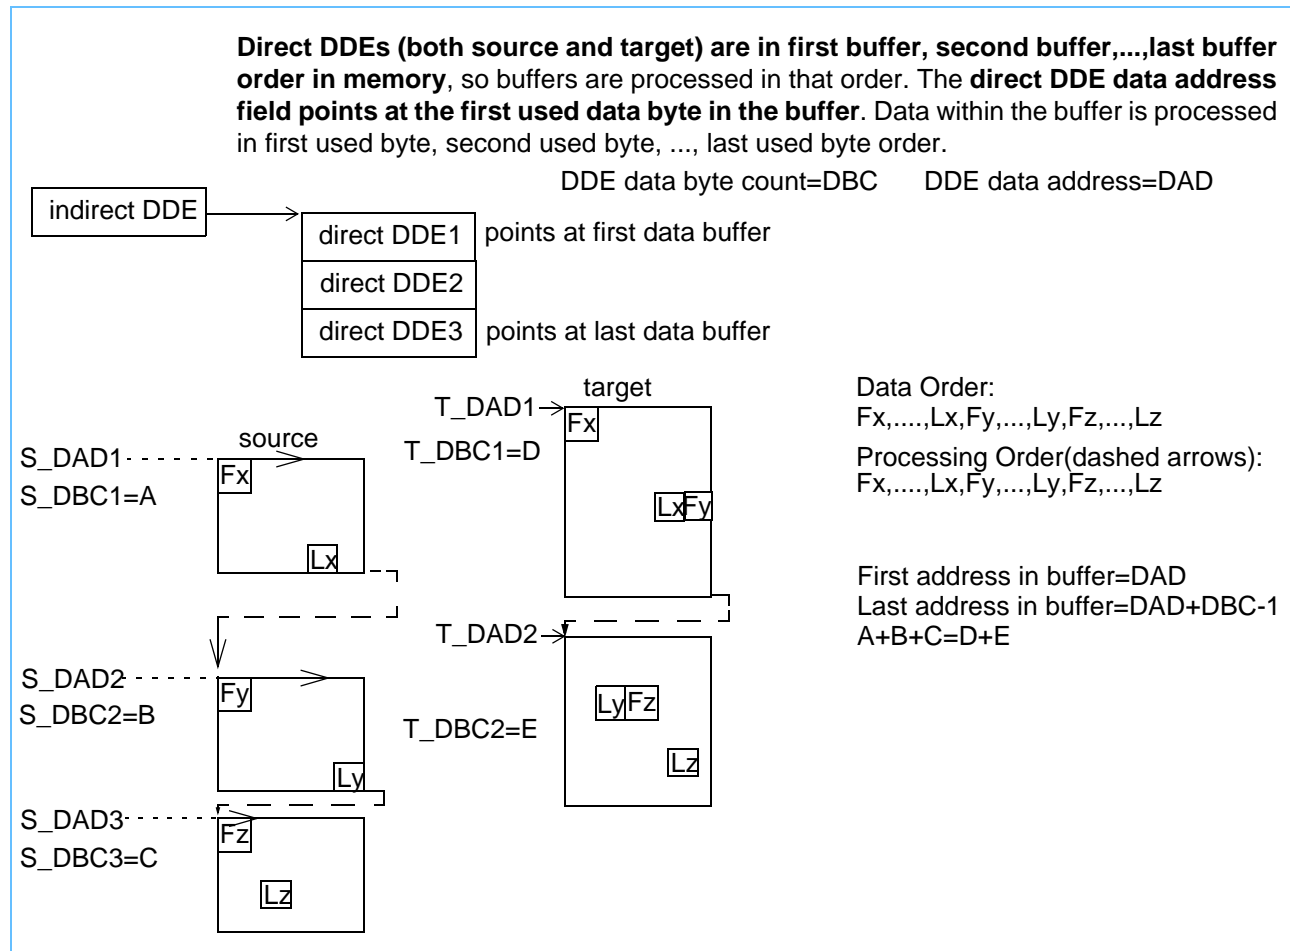 Direct DDEs (both source and target) are in first buffer, second buffer,...,last buffer
order in memory, so buffers are processed in that order. The direct DDE data address
field points at the first used data byte in the buffer. Data within the buffer is processed
in first used byte, second used byte, ..., last used byte order.
DDE data byte count=DBC DDE data address=DAD
indirect DDE
direct DDE1 points at first data buffer
direct DDE2
direct DDE3 points at last data buffer
source
S_DAD1
S_DBC1=A
Fx
Lx
S_DAD2
S_DBC2=B
Fy
Ly
S_DAD3
S_DBC3=C
Fz
Lz
target
T_DAD1
T_DBC1=D
Fx
LxFy
T_DAD2
T_DBC2=E
LyFz
Lz
Data Order:
Fx,....,Lx,Fy,...,Ly,Fz,...,Lz
Processing Order(dashed arrows):
Fx,....,Lx,Fy,...,Ly,Fz,...,Lz
First address in buffer=DAD
Last address in buffer=DAD+DBC-1
A+B+C=D+E